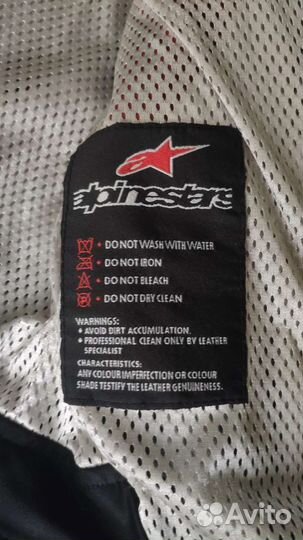 alpinestars
• DO NOT WASH WITH WATER
• DO NOT IRON
• DO NOT BLEACH
• DO NOT DRY CLEAN
WARNINGS:
• AVOID DIRT ACCUMULATION.
• PROFESSIONAL CLEAN ONLY BY LEATHER
SPECIALIST
CHARACTERISTICS:
ANY COLOUR IMPERFECTION OR COLOUR
SHADE TESTIFY THE LEATHER GENUINENESS.
Avito